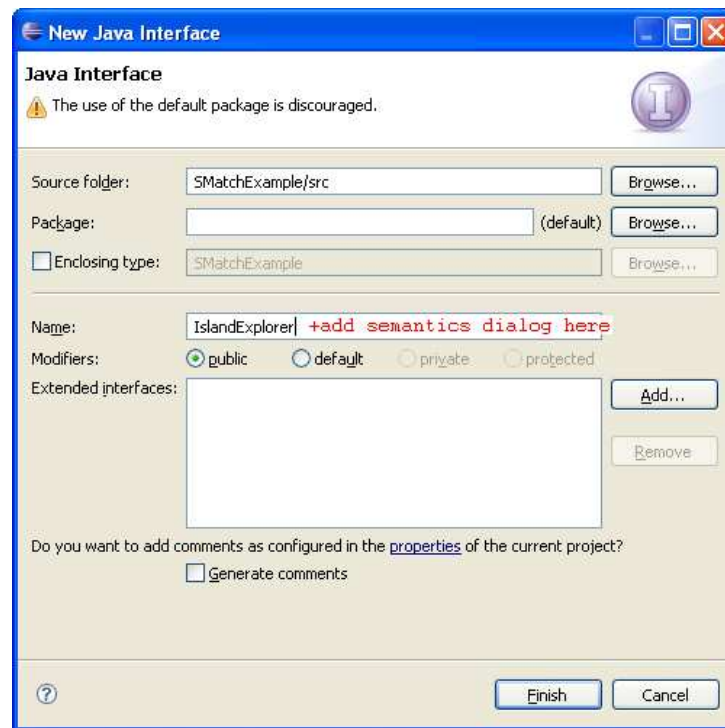 New Java Interface
Java Interface
The use of the default package is discouraged.
Source folder: SMatchExample/src Browse...
Package: (default) Browse...
Enclosing type: SMatchExample Browse...
Name: IslandExplorer +add semantics dialog here
Modifiers: public default private protected
Extended interfaces: Add...
Remove
Do you want to add comments as configured in the properties of the current project?
Generate comments
Finish Cancel